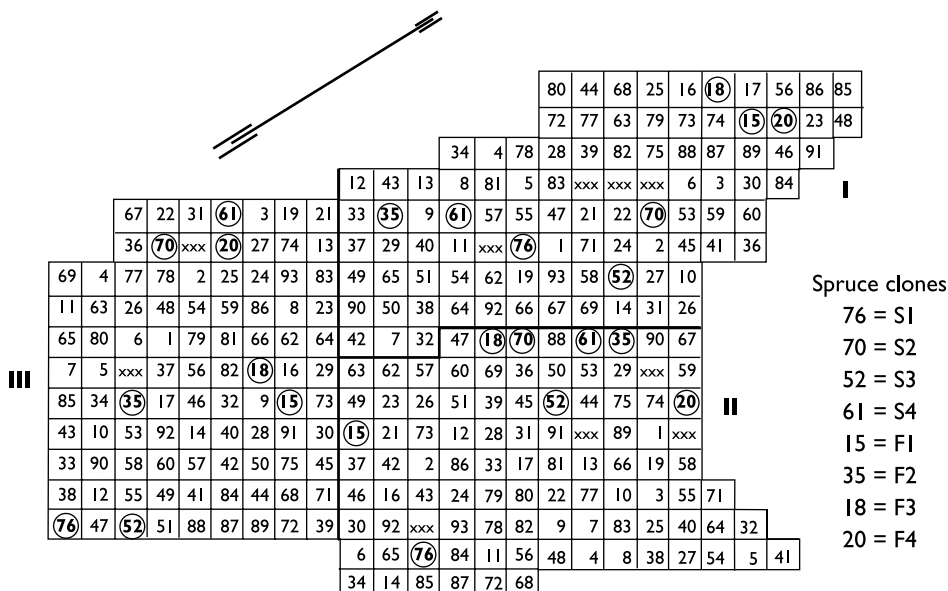 80 44 68 25 16 18 17 56 86 85
72 77 63 79 73 74 15 20 23 48
34 4 78 28 39 82 75 88 87 89 46 91
12 43 13 8 81 5 83 xxx xxx xxx 6 3 30 84
I
67 22 31 61 3 19 21 33 35 9 61 57 55 47 21 22 70 53 59 60
36 70 xxx 20 27 74 13 37 29 40 11 xxx 76 1 71 24 2 45 41 36
69 4 77 78 2 25 24 93 83 49 65 51 54 62 19 93 58 52 27 10
Spruce clones
11 63 26 48 54 59 86 8 23 90 50 38 64 92 66 67 69 14 31 26
76 = S1
65 80 6 1 79 81 66 62 64 42 7 32 47 18 70 88 61 35 90 67
70 = S2
III
7 5 xxx 37 56 82 18 16 29 63 62 57 60 69 36 50 53 29 xxx 59
52 = S3
85 34 35 17 46 32 9 15 73 49 23 26 51 39 45 52 44 75 74 20
II
61 = S4
43 10 53 92 14 40 28 91 30 15 21 73 12 28 31 91 xxx 89 1 xxx
15 = F1
33 90 58 60 57 42 50 75 45 37 42 2 86 33 17 81 13 66 19 58
35 = F2
38 12 55 49 41 84 44 68 71 46 16 43 24 79 80 22 77 10 3 55 71
18 = F3
76 47 52 51 88 87 89 72 39 30 92 xxx 93 78 82 9 7 83 25 40 64 32
20 = F4
6 65 76 84 11 56 48 4 8 38 27 54 5 41
34 14 85 87 72 68